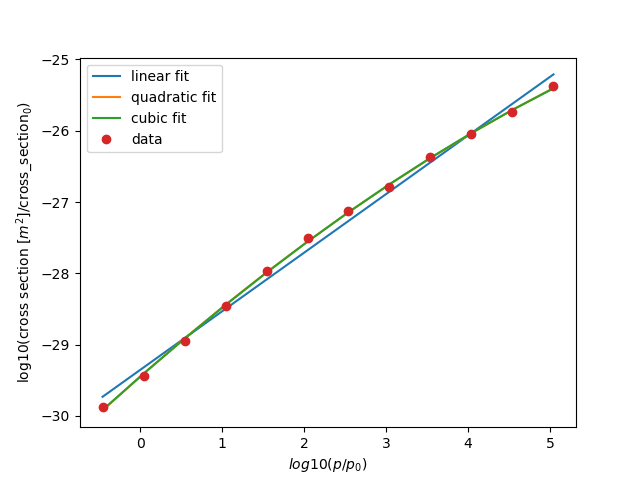 −25
−26
−27
−28
−29
−30
log10(cross section [m²]/cross_section₀)
linear fit
quadratic fit
cubic fit
data
0 1 2 3 4 5
log10(p/p₀)